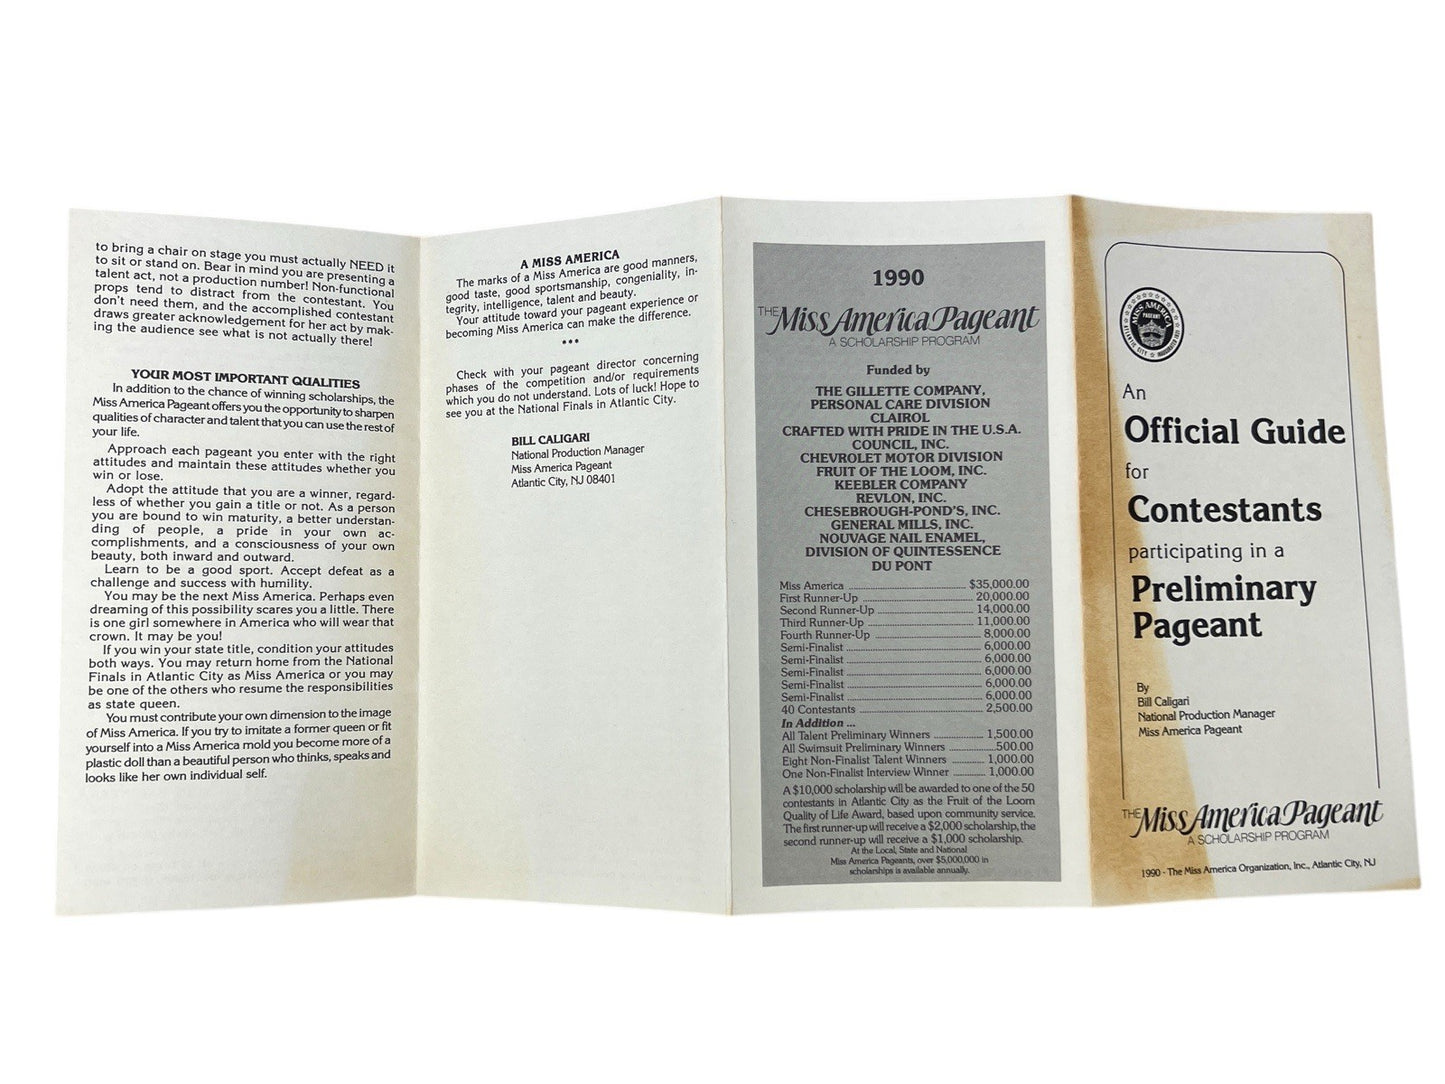 to bring a chair on stage you must actually NEED it
to sit or stand on. Bear in mind you are presenting a
talent act, not a production number! Non-functional
props tend to distract from the contestant. You
don't need them, and the accomplished contestant
draws greater acknowledgement for her act by mak-
ing the audience see what is not actually there!
YOUR MOST IMPORTANT QUALITIES
In addition to the chance of winning scholarships, the
Miss America Pageant offers you the opportunity to sharpen
qualities of character and talent that you can use the rest of
your life.
Approach each pageant you enter with the right
attitudes and maintain these attitudes whether you
win or lose.
Adopt the attitude that you are a winner, regard-
less of whether you gain a title or not. As a person
you are bound to win maturity, a better understan-
ding of people, a pride in your own ac-
complishments, and a consciousness of your own
beauty, both inward and outward.
Learn to be a good sport. Accept defeat as a
challenge and success with humility.
You may be the next Miss America. Perhaps even
dreaming of this possibility scares you a little. There
is one girl somewhere in America who will wear that
crown. It may be you!
If you win your state title, condition your attitudes
both ways. You may return home from the National
Finals in Atlantic City as Miss America or you may
be one of the others who resume the responsibilities
as state queen.
You must contribute your own dimension to the image
of Miss America. If you try to imitate a former queen or fit
yourself into a Miss America mold you become more of a
plastic doll than a beautiful person who thinks, speaks and
looks like her own individual self.
A MISS AMERICA
The marks of a Miss America are good manners,
good taste, good sportsmanship, congeniality, in-
tegrity, intelligence, talent and beauty.
Your attitude toward your pageant experience or
becoming Miss America can make the difference.
•••
Check with your pageant director concerning
phases of the competition and/or requirements
which you do not understand. Lots of luck! Hope to
see you at the National Finals in Atlantic City.
BILL CALIGARI
National Production Manager
Miss America Pageant
Atlantic City, NJ 08401
1990
THE Miss America Pageant
A SCHOLARSHIP PROGRAM
Funded by
THE GILLETTE COMPANY,
PERSONAL CARE DIVISION
CLAIROL
CRAFTED WITH PRIDE IN THE U.S.A.
COUNCIL, INC.
CHEVROLET MOTOR DIVISION
FRUIT OF THE LOOM, INC.
KEEBLER COMPANY
REVLON, INC.
CHESEBROUGH-POND'S, INC.
GENERAL MILLS, INC.
NOUVAGE NAIL ENAMEL,
DIVISION OF QUINTESSENCE
DU PONT
Miss America ........ $35,000.00
First Runner-Up ........ 20,000.00
Second Runner-Up ........ 14,000.00
Third Runner-Up ........ 11,000.00
Fourth Runner-Up ........ 8,000.00
Semi-Finalist ........ 6,000.00
Semi-Finalist ........ 6,000.00
Semi-Finalist ........ 6,000.00
Semi-Finalist ........ 6,000.00
Semi-Finalist ........ 6,000.00
40 Contestants ........ 2,500.00
In Addition ...
All Talent Preliminary Winners ........ 1,500.00
All Swimsuit Preliminary Winners ........ 500.00
Eight Non-Finalist Talent Winners ........ 1,000.00
One Non-Finalist Interview Winner ........ 1,000.00
A $10,000 scholarship will be awarded to one of the 50
contestants in Atlantic City as the Fruit of the Loom
Quality of Life Award, based upon community service.
The first runner-up will receive a $2,000 scholarship, the
second runner-up will receive a $1,000 scholarship.
At the Local, State and National
Miss America Pageants, over $5,000,000 in
scholarships is available annually.
MISS AMERICA
PAGEANT
ATLANTIC CITY
An
Official Guide
for
Contestants
participating in a
Preliminary
Pageant
By
Bill Caligari
National Production Manager
Miss America Pageant
THE Miss America Pageant
A SCHOLARSHIP PROGRAM
1990 - The Miss America Organization, Inc., Atlantic City, NJ